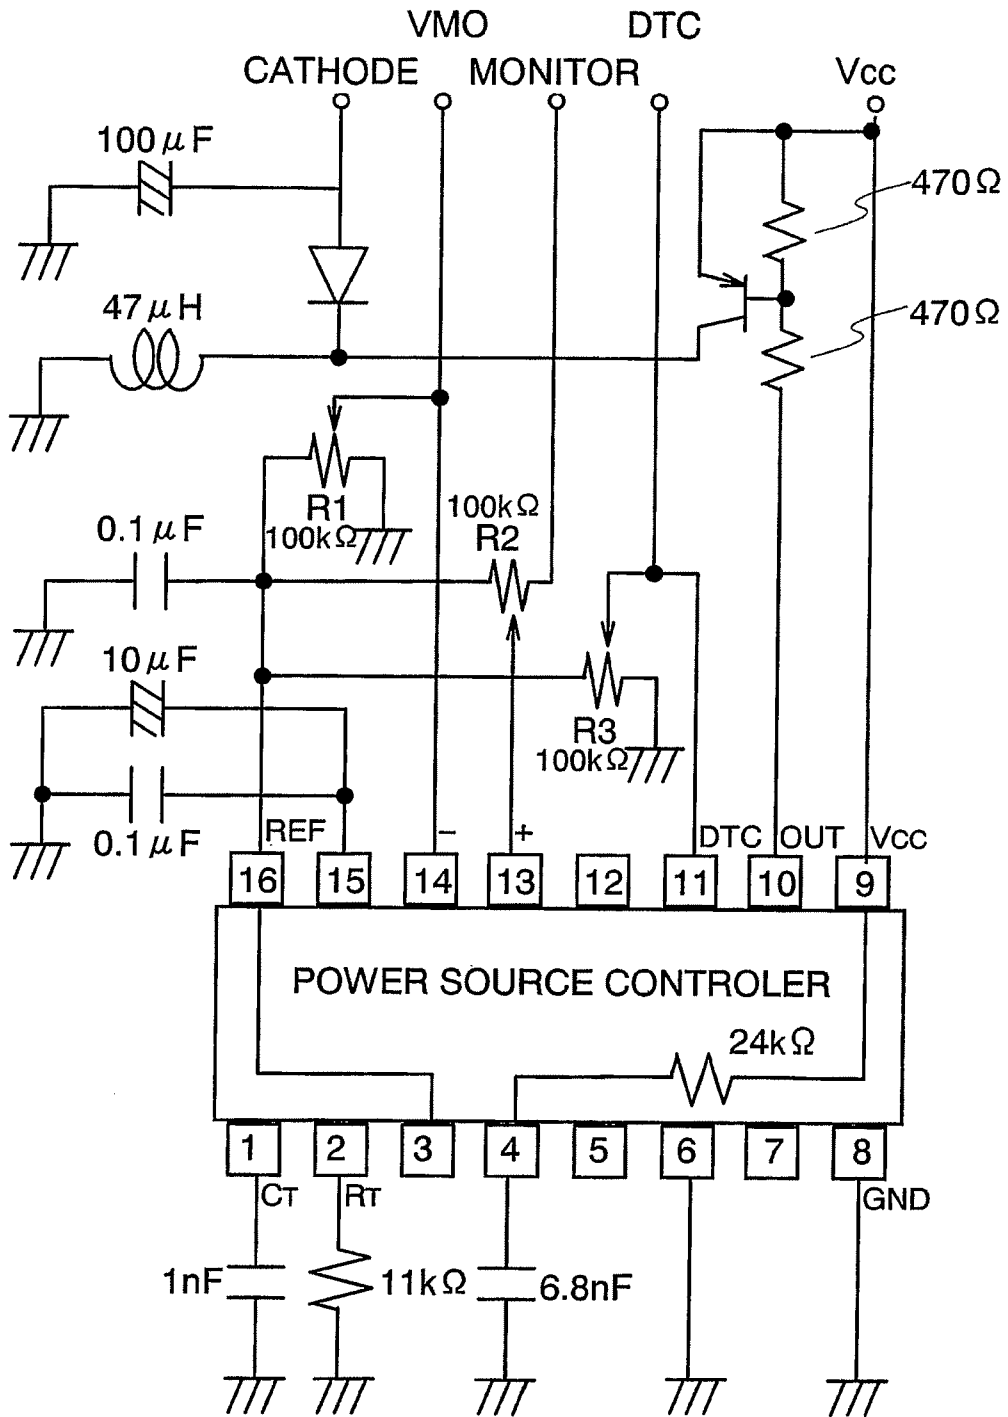 VMO DTC
CATHODE MONITOR Vcc
100μF
470Ω
47μH
470Ω
R1
100kΩ
100kΩ
R2
0.1μF
10μF
R3
100kΩ
0.1μF
REF − + DTC OUT Vcc
16 15 14 13 12 11 10 9
POWER SOURCE CONTROLER
24kΩ
1 2 3 4 5 6 7 8
CT RT GND
1nF 11kΩ 6.8nF